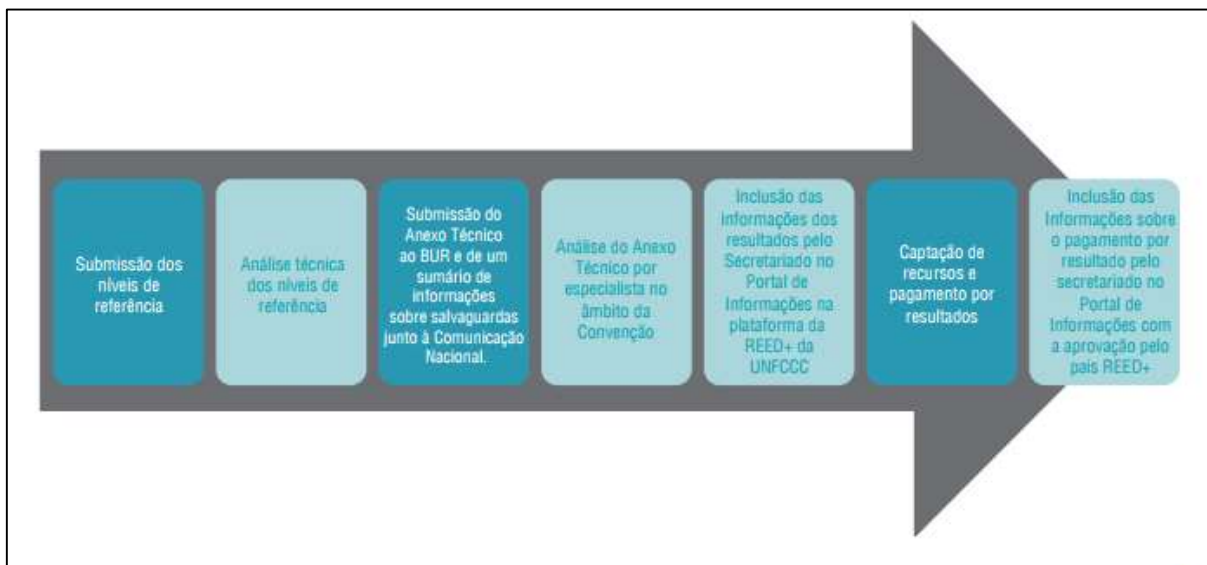 Submissão dos
níveis de
referência
Análise técnica
dos níveis de
referência
Submissão do
Anexo Técnico
ao BUR e de um
sumário de
informações
sobre salvaguardas
junto à Comunicação
Nacional.
Análise do Anexo
Técnico por
especialista no
âmbito da
Convenção
Inclusão das
informações dos
resultados pelo
Secretariado no
Portal de
Informações na
plataforma da
REED+ da
UNFCCC
Captação de
recursos e
pagamento por
resultados
Inclusão das
Informações sobre
o pagamento por
resultado pelo
secretariado no
Portal de
Informações com
a aprovação pelo
país REED+